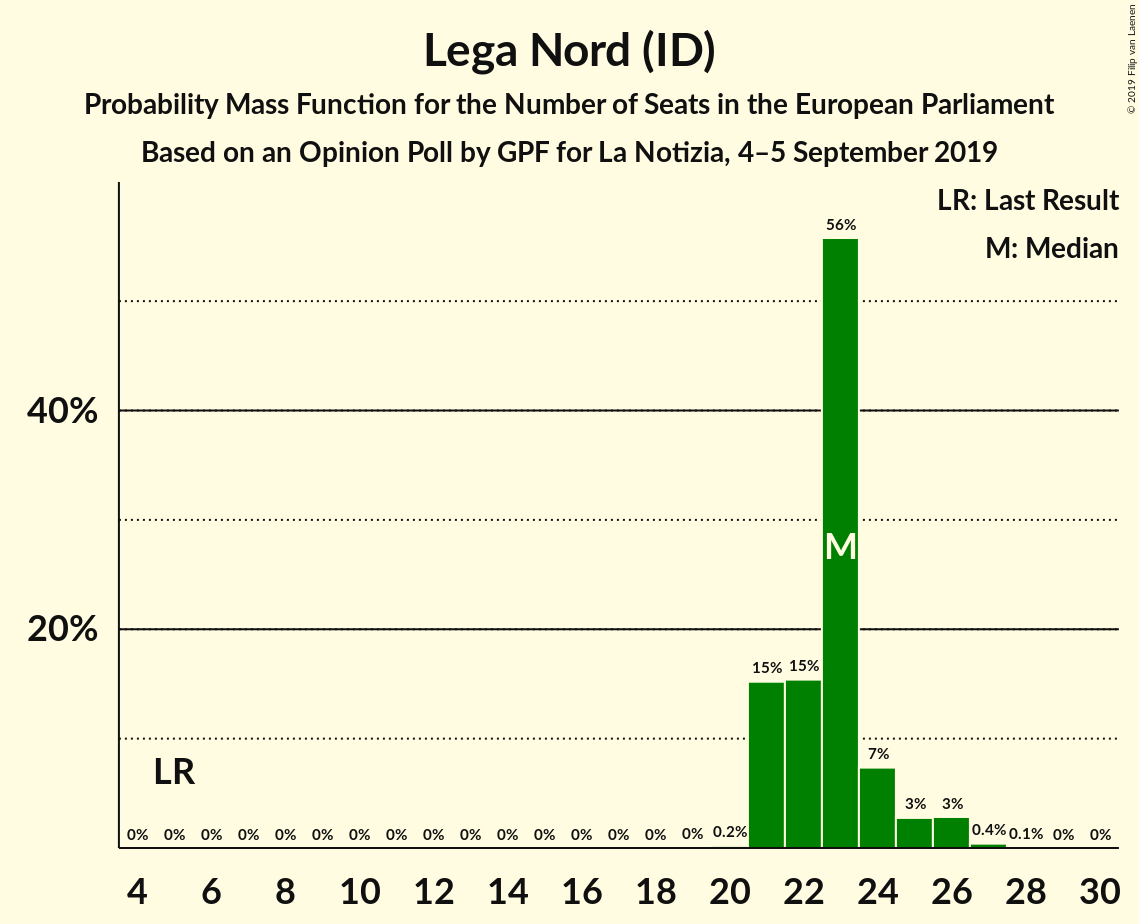 Lega Nord (ID)
Probability Mass Function for the Number of Seats in the European Parliament
Based on an Opinion Poll by GPF for La Notizia, 4–5 September 2019
© 2019 Filip van Laenen
LR: Last Result
M: Median
56%
40%
M
20%
15% 15%
7%
LR
3% 3%
0% 0% 0% 0% 0% 0% 0% 0% 0% 0% 0% 0% 0% 0% 0% 0% 0.2% 0.4% 0.1% 0% 0%
4 6 8 10 12 14 16 18 20 22 24 26 28 30